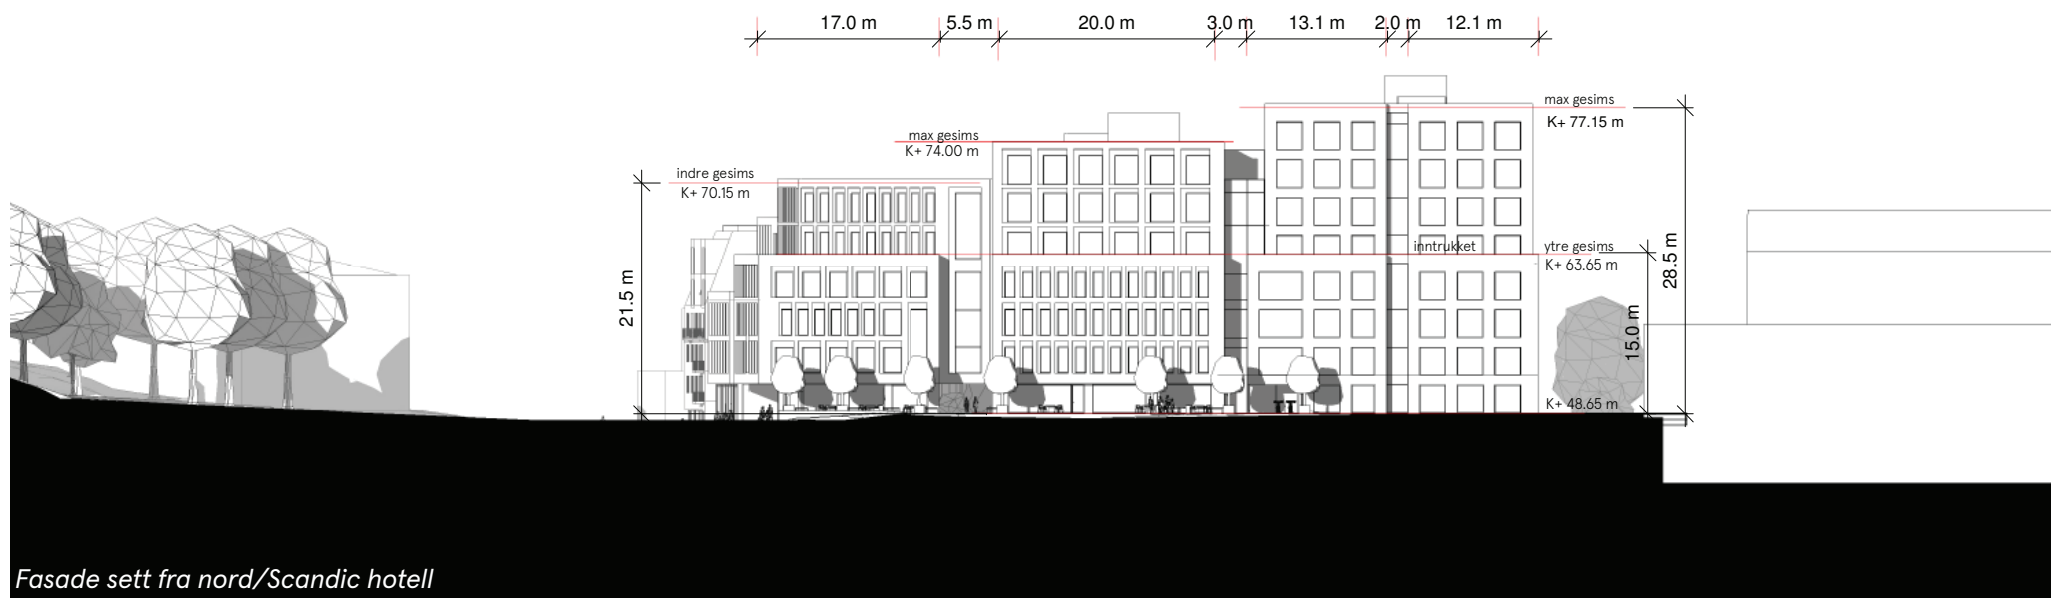 17.0 m 5.5 m 20.0 m 3.0 m 13.1 m 2.0 m 12.1 m
max gesims
K+ 77.15 m
max gesims
K+ 74.00 m
indre gesims
K+ 70.15 m
inntrukket
ytre gesims
K+ 63.65 m
28.5 m
21.5 m
15.0 m
K+ 48.65 m
Fasade sett fra nord/Scandic hotell